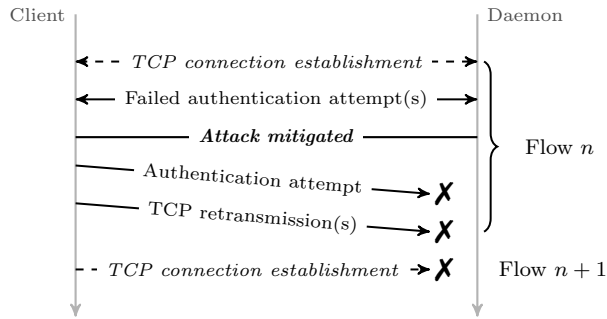 Client Daemon
TCP connection establishment
Failed authentication attempt(s)
Attack mitigated
Flow n
Authentication attempt
TCP retransmission(s)
TCP connection establishment
Flow n + 1